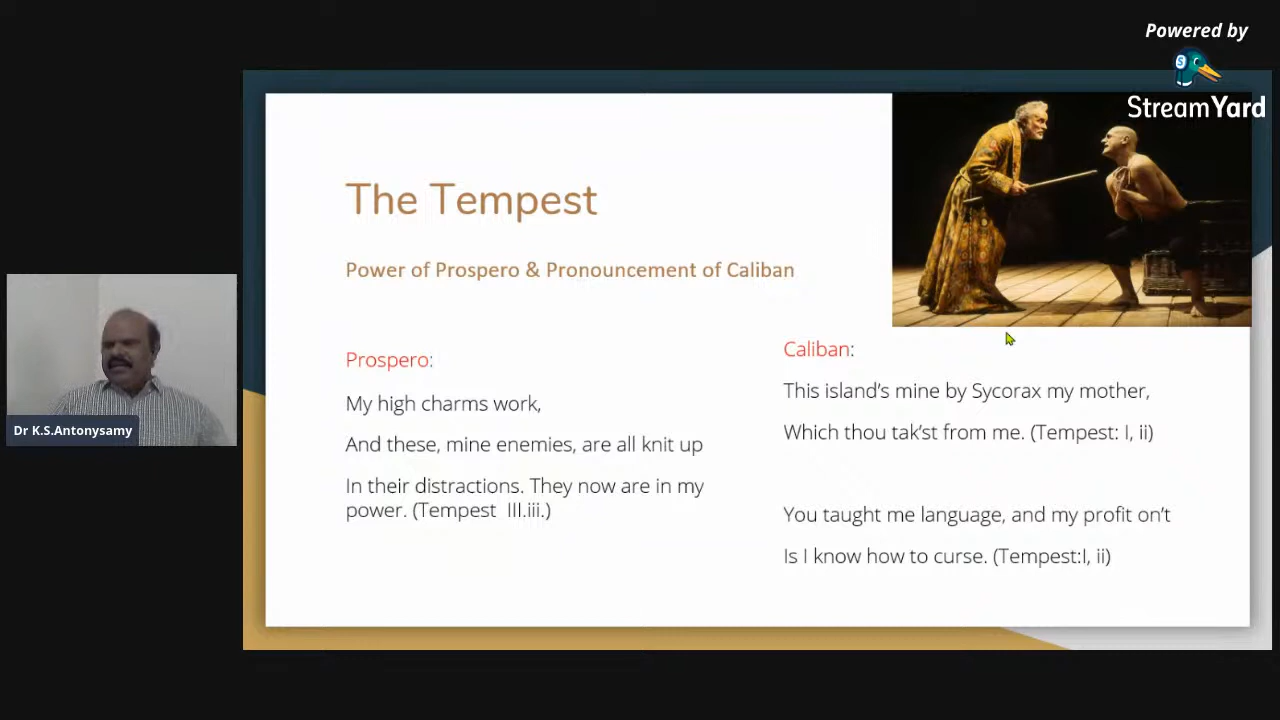 Powered by
StreamYard
The Tempest
Power of Prospero & Pronouncement of Caliban
Prospero:
My high charms work,
And these, mine enemies, are all knit up
In their distractions. They now are in my
power. (Tempest  III.iii.)
Caliban:
This island’s mine by Sycorax my mother,
Which thou tak’st from me. (Tempest: I, ii)
You taught me language, and my profit on’t
Is I know how to curse. (Tempest:I, ii)
Dr K.S.Antonysamy